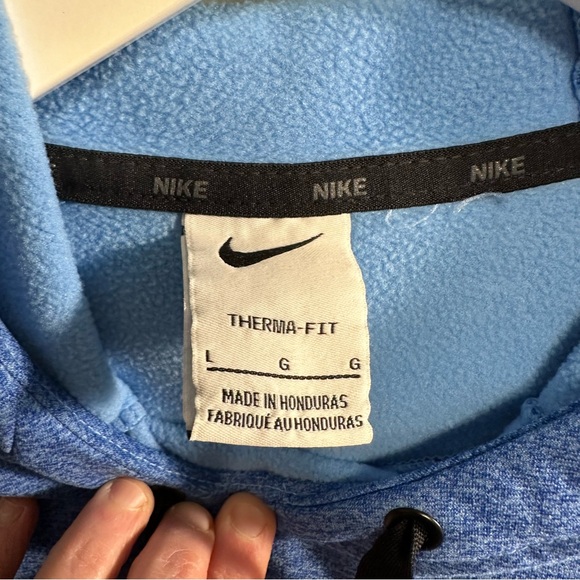 NIKE NIKE NIKE
THERMA-FIT
L G G
MADE IN HONDURAS
FABRIQUÉ AU HONDURAS